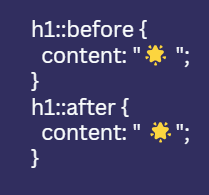 h1::before {
  content: " 🌟 ";
}
h1::after {
  content: " 🌟 ";
}